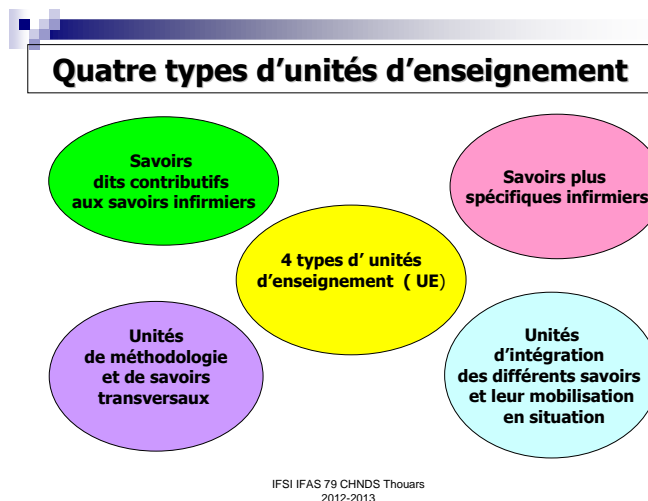 Quatre types d'unités d'enseignement
Savoirs
dits contributifs
aux savoirs infirmiers
Savoirs plus
spécifiques infirmiers
4 types d' unités
d'enseignement ( UE)
Unités
de méthodologie
et de savoirs
transversaux
Unités
d'intégration
des différents savoirs
et leur mobilisation
en situation
IFSI IFAS 79 CHNDS Thouars
2012-2013